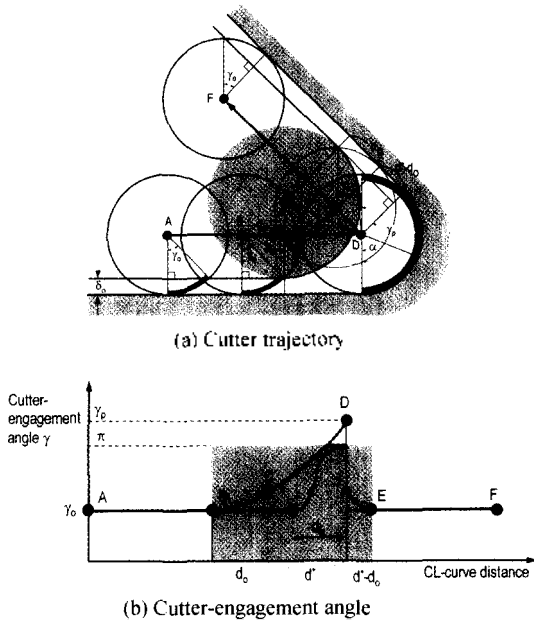 γₒ
F
A
γₒ
D
α
γₚ
dₒ
δₒ
(a) Cutter trajectory
Cutter-
engagement
angle γ
γₚ
π
γₒ
A
D
E
F
dₒ
d*
d*-dₒ
CL-curve distance
(b) Cutter-engagement angle